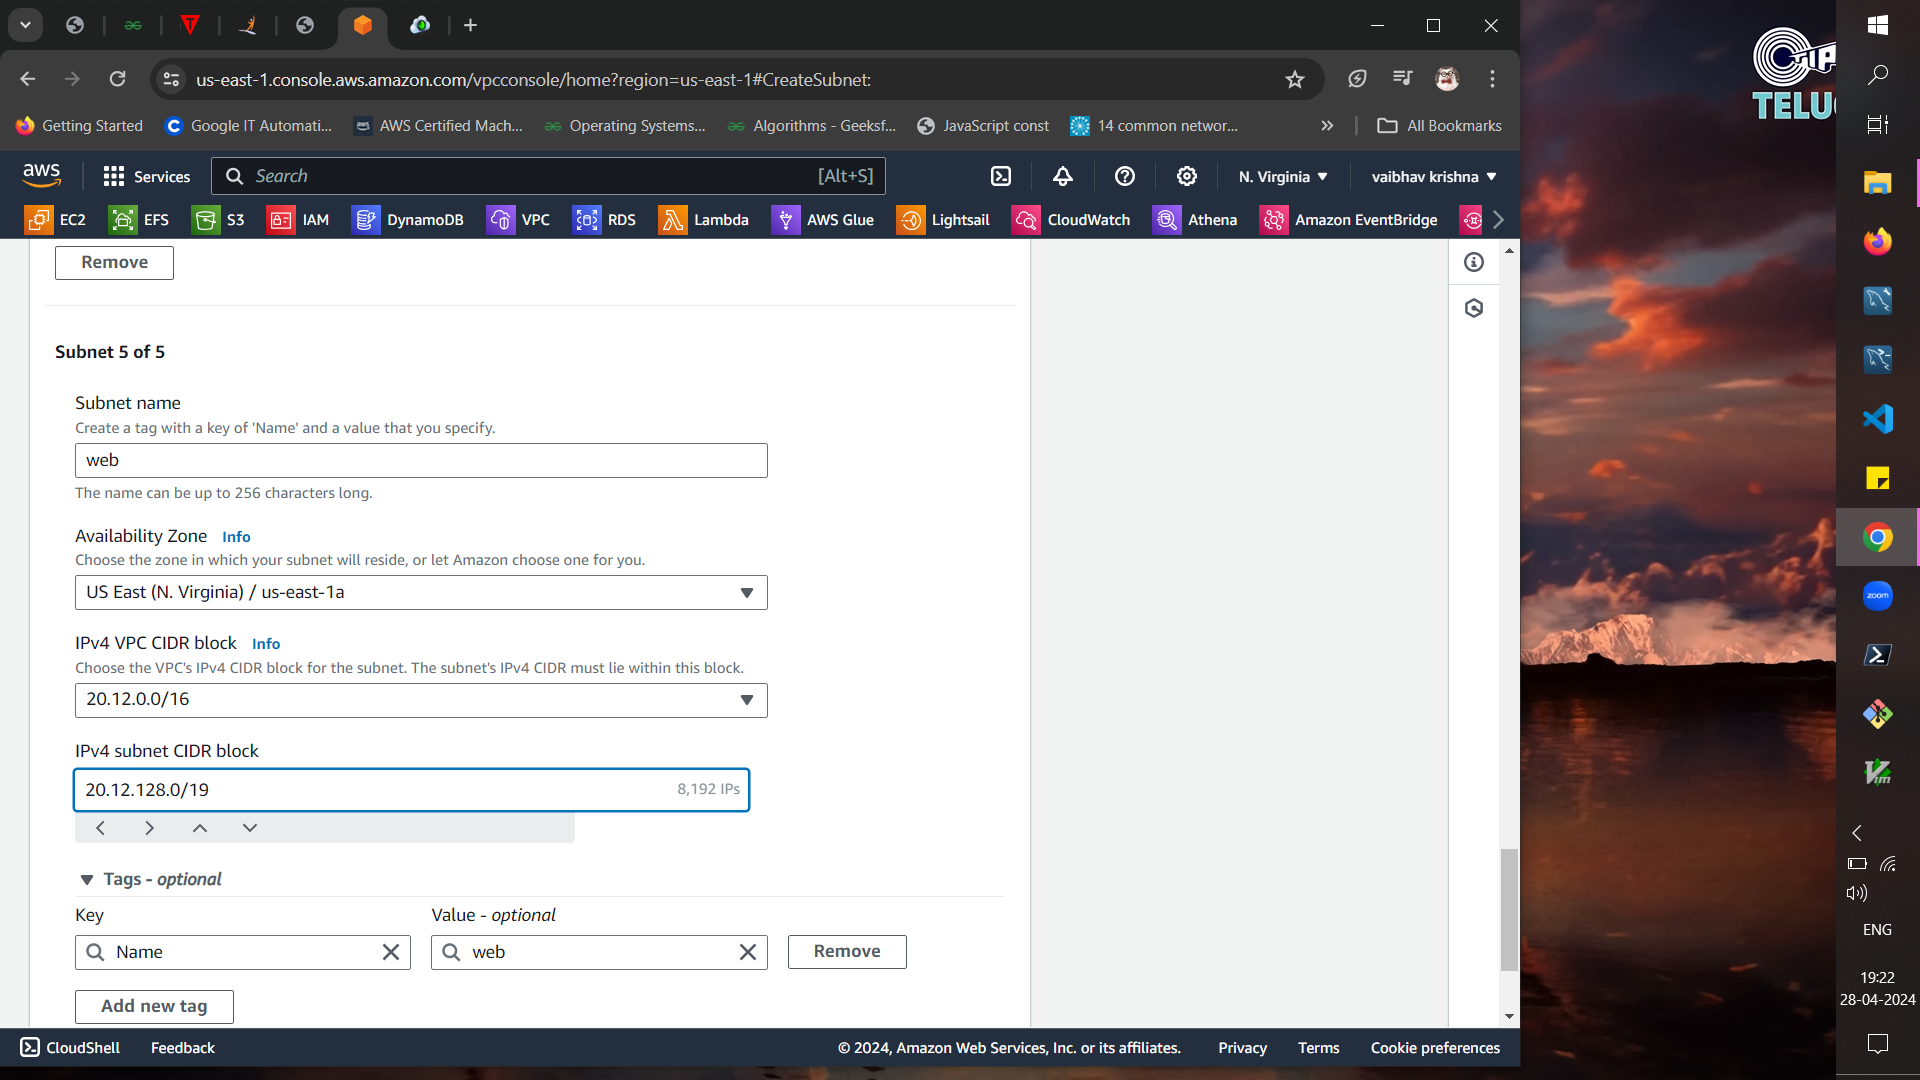 us-east-1.console.aws.amazon.com/vpcconsole/home?region=us-east-1#CreateSubnet:
Getting Started
Google IT Automati...
AWS Certified Mach...
Operating Systems...
Algorithms - Geeksf...
JavaScript const
14 common networ...
All Bookmarks
aws
Services
Search
[Alt+S]
N. Virginia
vaibhav krishna
EC2
EFS
S3
IAM
DynamoDB
VPC
RDS
Lambda
AWS Glue
Lightsail
CloudWatch
Athena
Amazon EventBridge
Remove
Subnet 5 of 5
Subnet name
Create a tag with a key of 'Name' and a value that you specify.
web
The name can be up to 256 characters long.
Availability Zone Info
Choose the zone in which your subnet will reside, or let Amazon choose one for you.
US East (N. Virginia) / us-east-1a
IPv4 VPC CIDR block Info
Choose the VPC's IPv4 CIDR block for the subnet. The subnet's IPv4 CIDR must lie within this block.
20.12.0.0/16
IPv4 subnet CIDR block
20.12.128.0/19
8,192 IPs
Tags - optional
Key
Value - optional
Name
web
Remove
Add new tag
CloudShell
Feedback
© 2024, Amazon Web Services, Inc. or its affiliates.
Privacy
Terms
Cookie preferences
zoom
ENG
19:22
28-04-2024